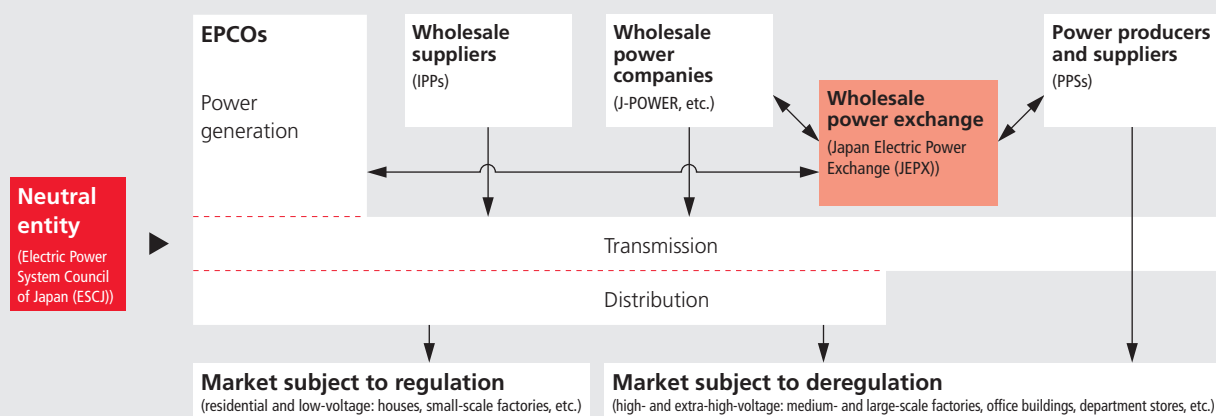 EPCOs
Power
generation
Wholesale
suppliers
(IPPs)
Wholesale
power
companies
(J-POWER, etc.)
Wholesale
power exchange
(Japan Electric Power
Exchange (JEPX))
Power producers
and suppliers
(PPSs)
Neutral
entity
(Electric Power
System Council
of Japan (ESCJ))
Transmission
Distribution
Market subject to regulation
(residential and low-voltage: houses, small-scale factories, etc.)
Market subject to deregulation
(high- and extra-high-voltage: medium- and large-scale factories, office buildings, department stores, etc.)